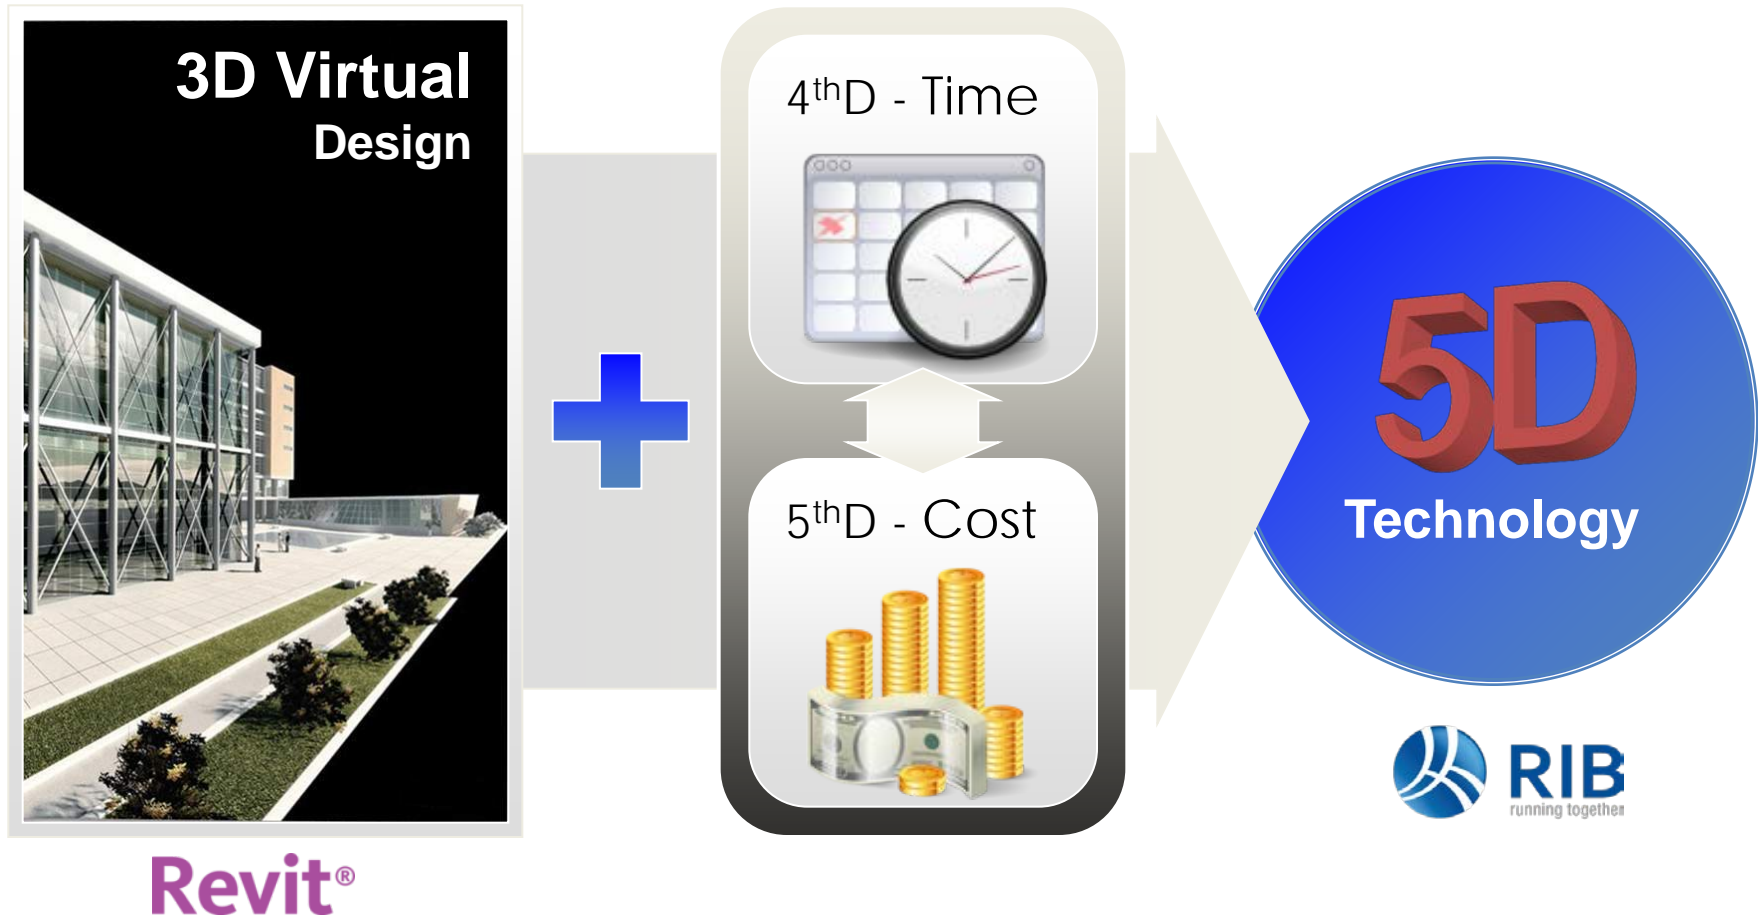 3D Virtual
Design
4thD - Time
5thD - Cost
5D
Technology
RIB
running together
Revit®